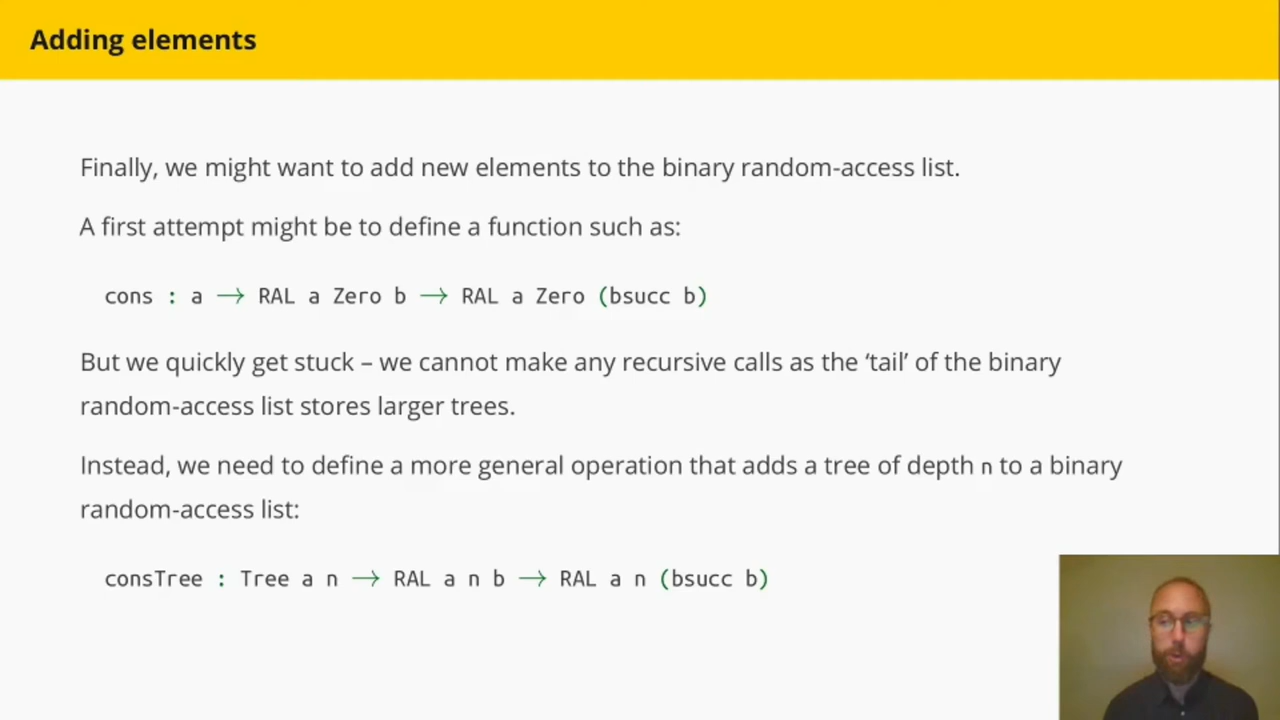 Adding elements
Finally, we might want to add new elements to the binary random-access list.
A first attempt might be to define a function such as:
cons : a → RAL a Zero b → RAL a Zero (bsucc b)
But we quickly get stuck – we cannot make any recursive calls as the ‘tail’ of the binary
random-access list stores larger trees.
Instead, we need to define a more general operation that adds a tree of depth n to a binary
random-access list:
consTree : Tree a n → RAL a n b → RAL a n (bsucc b)